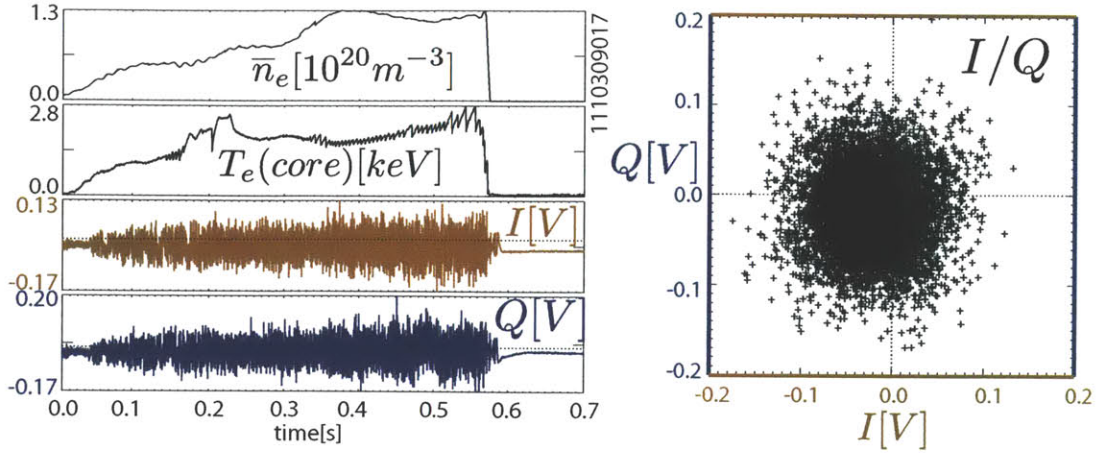 1.3
n̅_e[10^{20}m^{-3}]
0.0
1110309017
2.8
T_e(core)[keV]
0.0
0.13
I[V]
-0.17
0.20
Q[V
-0.17
0.0 0.1 0.2 0.3 0.4 0.5 0.6 0.7
time[s]
0.2
I/Q
0.1
Q[V]
0.0
-0.1
-0.2
-0.2 -0.1 0.0 0.1 0.2
I[V]